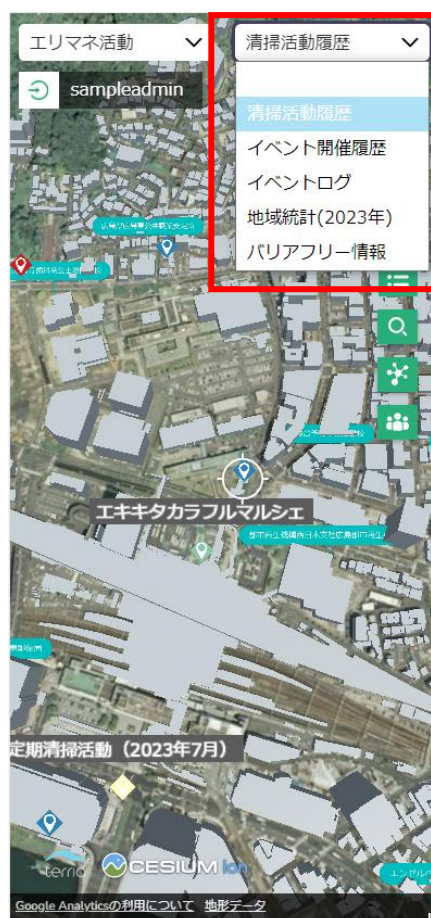 エリマネ活動
清掃活動履歴
sampleadmin
清掃活動履歴
イベント開催履歴
イベントログ
地域統計(2023年)
バリアフリー情報
エキキタカラフルマルシェ
定期清掃活動（2023年7月）
terria
CESIUM ion
Google Analyticsの利用について 地形データ